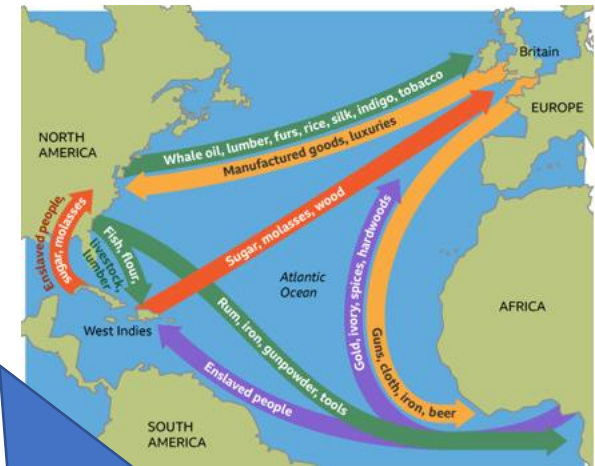 Britain
EUROPE
Whale oil, lumber, furs, rice, silk, indigo, tobacco
Manufactured goods, luxuries
NORTH
AMERICA
Enslaved people,
sugar, molasses
Fish, flour,
livestock,
lumber
Sugar, molasses, wood
Gold, ivory, spices, hardwoods
Atlantic
Ocean
AFRICA
West Indies
Rum, iron, gunpowder, tools
Guns, cloth, iron, beer
Enslaved people
SOUTH
AMERICA